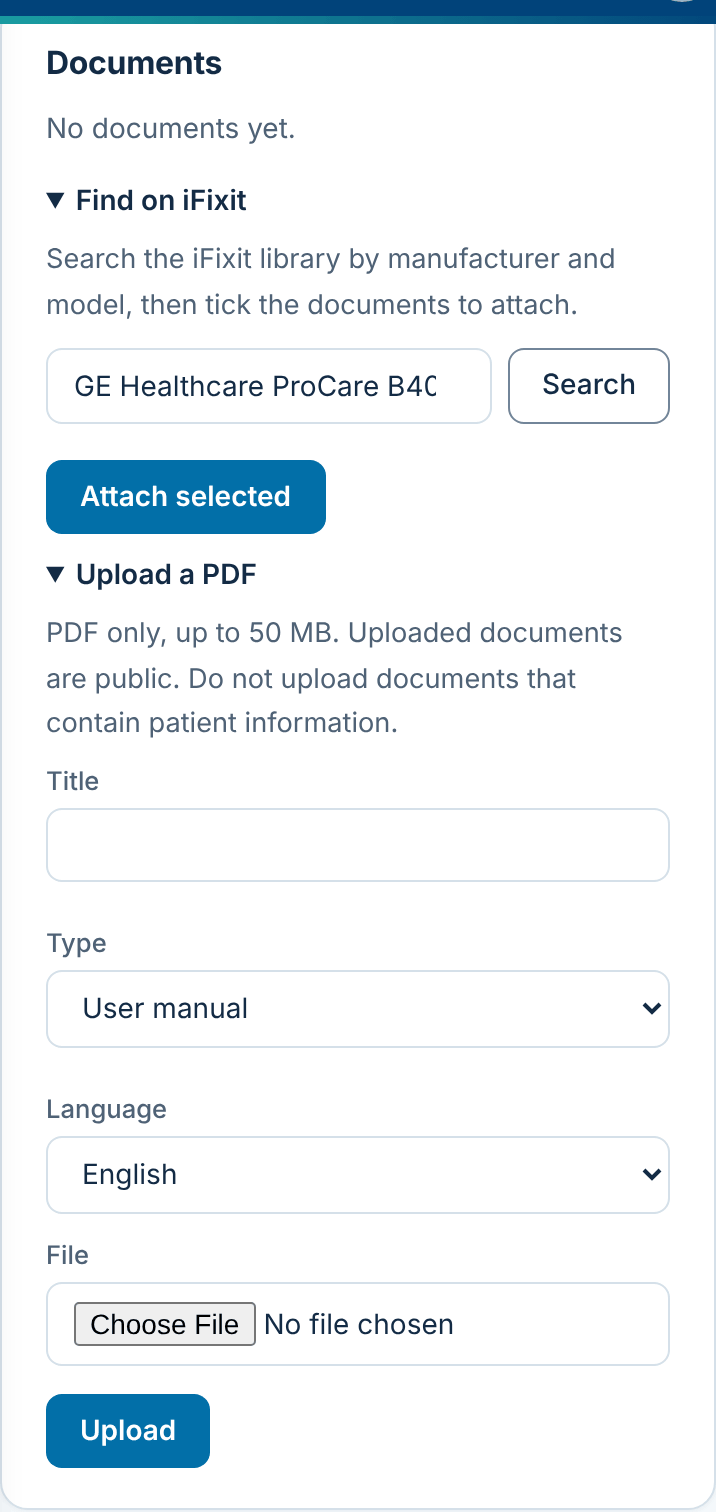 Documents
No documents yet.
▼ Find on iFixit
Search the iFixit library by manufacturer and
model, then tick the documents to attach.
GE Healthcare ProCare B40
Search
Attach selected
▼ Upload a PDF
PDF only, up to 50 MB. Uploaded documents
are public. Do not upload documents that
contain patient information.
Title
Type
User manual
Language
English
File
Choose File No file chosen
Upload